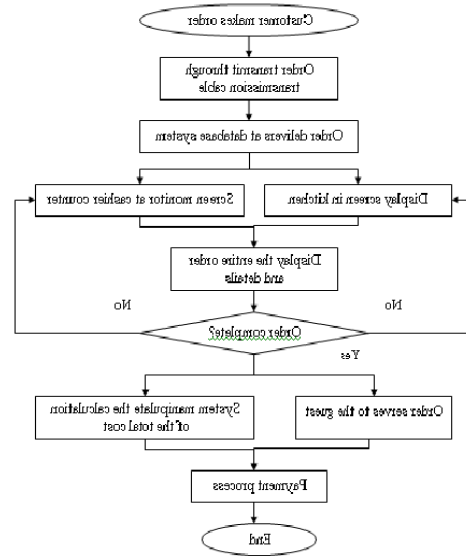 Customer makes order
Order transmit through
transmission cable
Order delivers at database system
Display screen in kitchen
Screen monitor at cashier counter
Display the entire order
and details
No
No
Order complete?
Yes
Order serves to the guest
System manipulate the calculation
of the total cost
Payment process
End